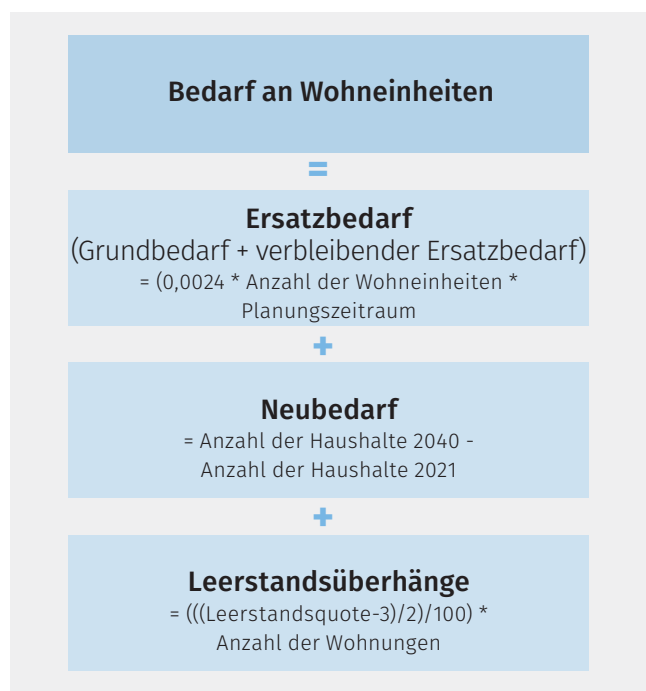 Bedarf an Wohneinheiten
=
Ersatzbedarf
(Grundbedarf + verbleibender Ersatzbedarf)
= (0,0024 * Anzahl der Wohneinheiten *
Planungszeitraum
+
Neubedarf
= Anzahl der Haushalte 2040 -
Anzahl der Haushalte 2021
+
Leerstandsüberhänge
= (((Leerstandsquote-3)/2)/100) *
Anzahl der Wohnungen